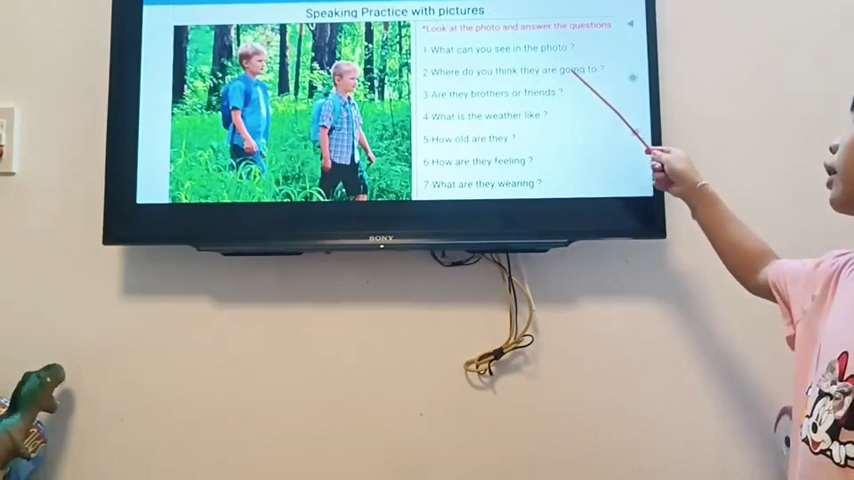 Speaking Practice with pictures
*Look at the photo and answer the questions
1 What can you see in the photo ?
2 Where do you think they are going to ?
3 Are they brothers or friends ?
4 What is the weather like ?
5 How old are they ?
6 How are they feeling ?
7 What are they wearing ?
SONY